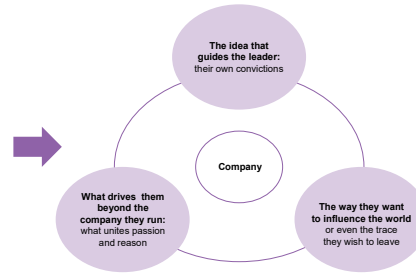 The idea that
guides the leader:
their own convictions
Company
What drives them
beyond the
company they run:
what unites passion
and reason
The way they want
to influence the world
or even the trace
they wish to leave